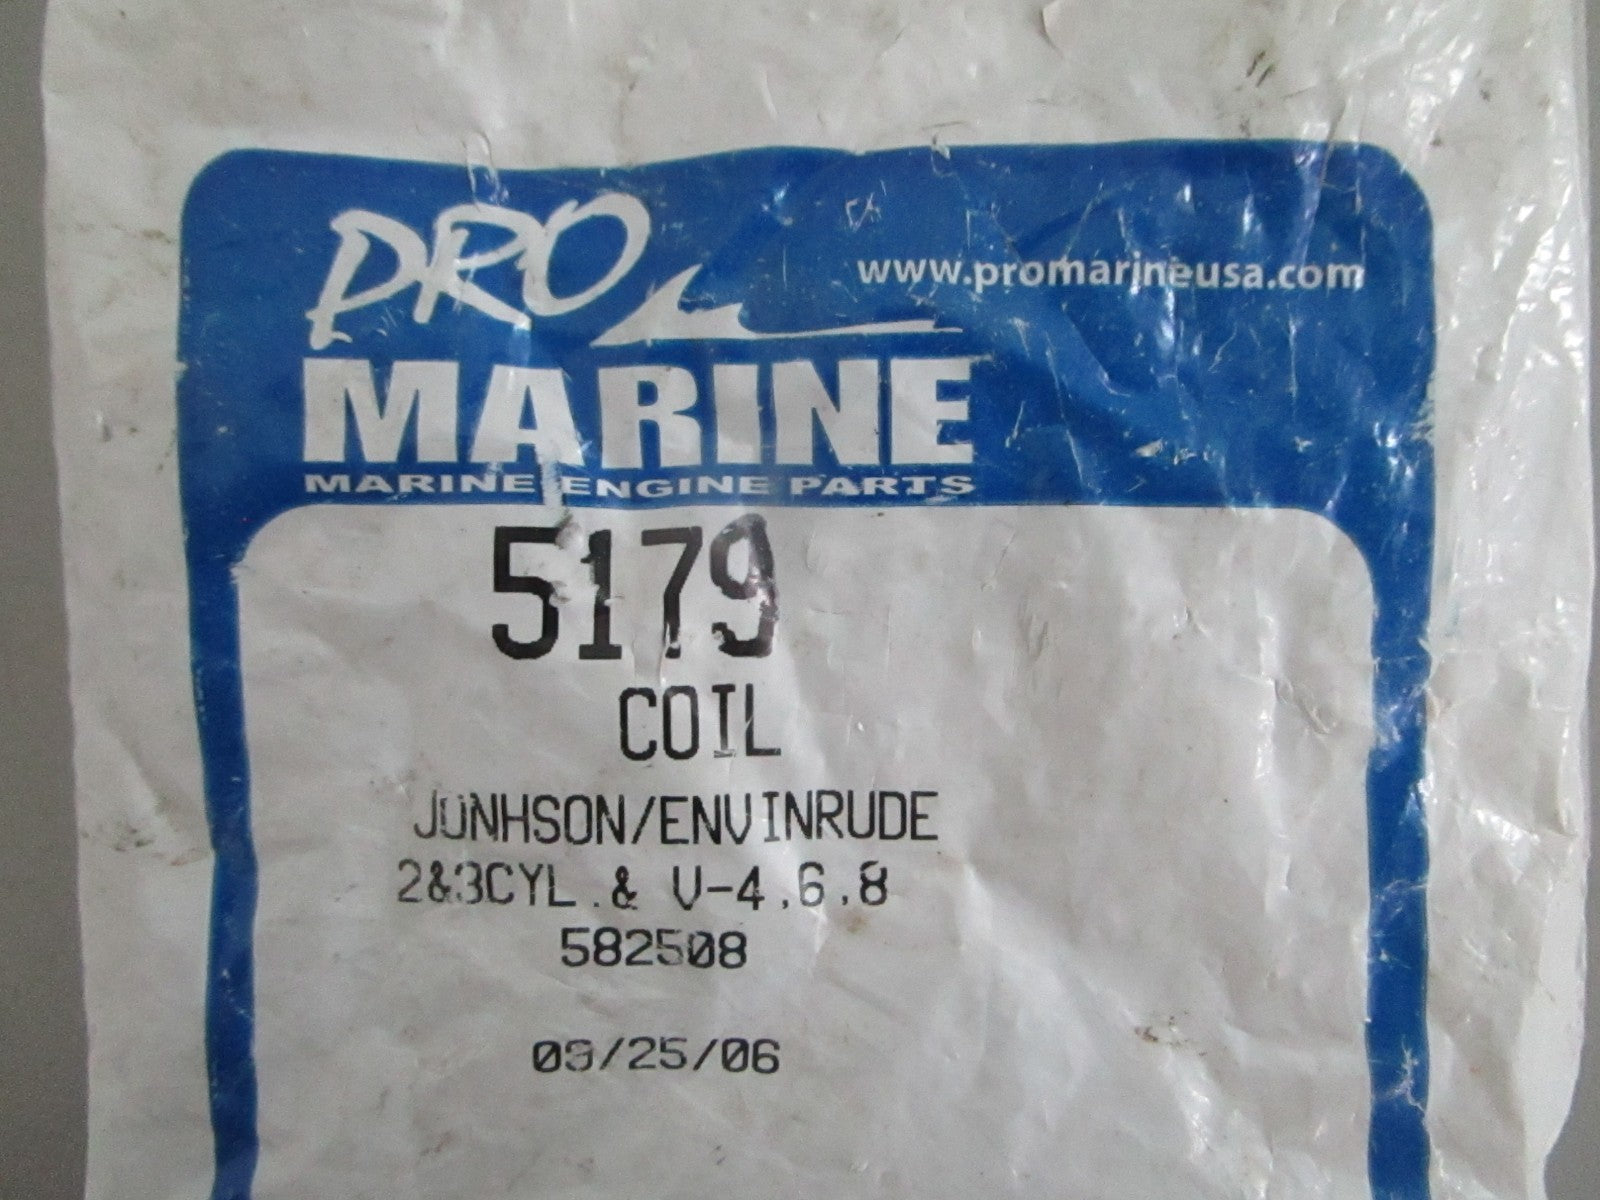 PRO
www.promarineusa.com
MARINE
MARINE ENGINE PARTS
5179
COIL
JONHSON/ENVINRUDE
2&3CYL.& V-4,6,8
582508
09/25/06